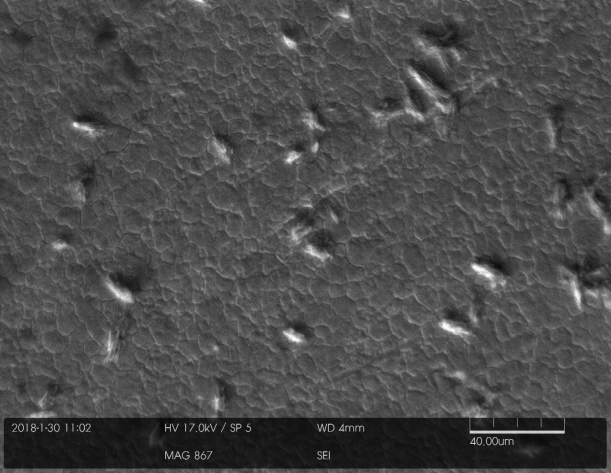 2018-1-30 11:02 HV 17.0kV / SP 5 WD 4mm
40.00um
MAG 867 SEI